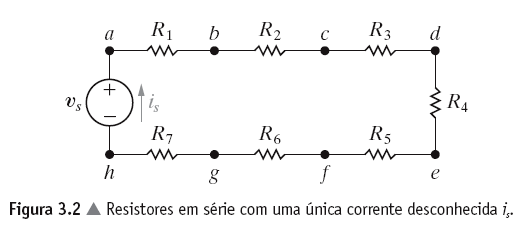 a R₁ b R₂ c R₃ d
vₛ + − iₛ R₄
R₇ R₆ R₅
h g f e
Figura 3.2 ▲ Resistores em série com uma única corrente desconhecida iₛ.